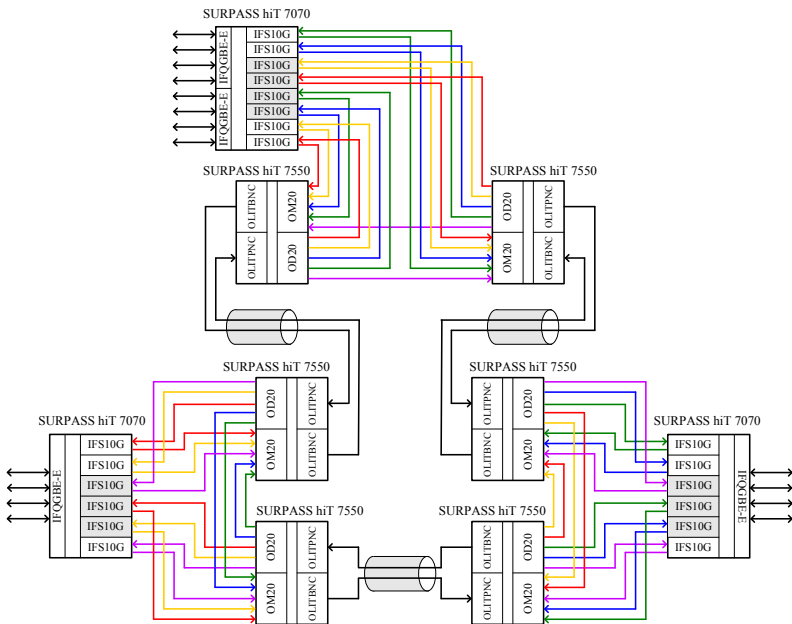 SURPASS hiT 7070
IFQGBE-E
IFQGBE-E
IFS10G
IFS10G
IFS10G
IFS10G
IFS10G
IFS10G
IFS10G
IFS10G
SURPASS hiT 7550
OLITBNC
OLITPNC
OM20
OD20
SURPASS hiT 7550
OD20
OM20
OLITPNC
OLITBNC
SURPASS hiT 7550
OD20
OM20
OLITPNC
OLITBNC
SURPASS hiT 7550
OLITPNC
OLITBNC
OD20
OM20
SURPASS hiT 7070
IFQGBE-E
IFS10G
IFS10G
IFS10G
IFS10G
IFS10G
IFS10G
SURPASS hiT 7070
IFS10G
IFS10G
IFS10G
IFS10G
IFS10G
IFQGBE-E
SURPASS hiT 7550
OD20
OM20
OLITPNC
OLITBNC
SURPASS hiT 7550
OLITBNC
OLITPNC
OD20
OM20